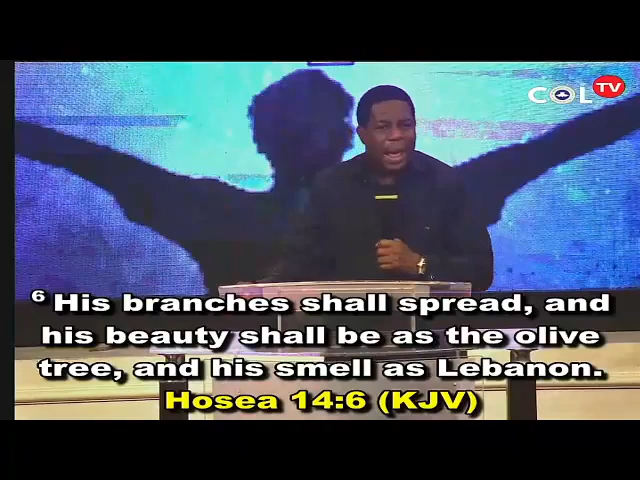 COL TV
6 His branches shall spread, and
his beauty shall be as the olive
tree, and his smell as Lebanon.
Hosea 14:6 (KJV)